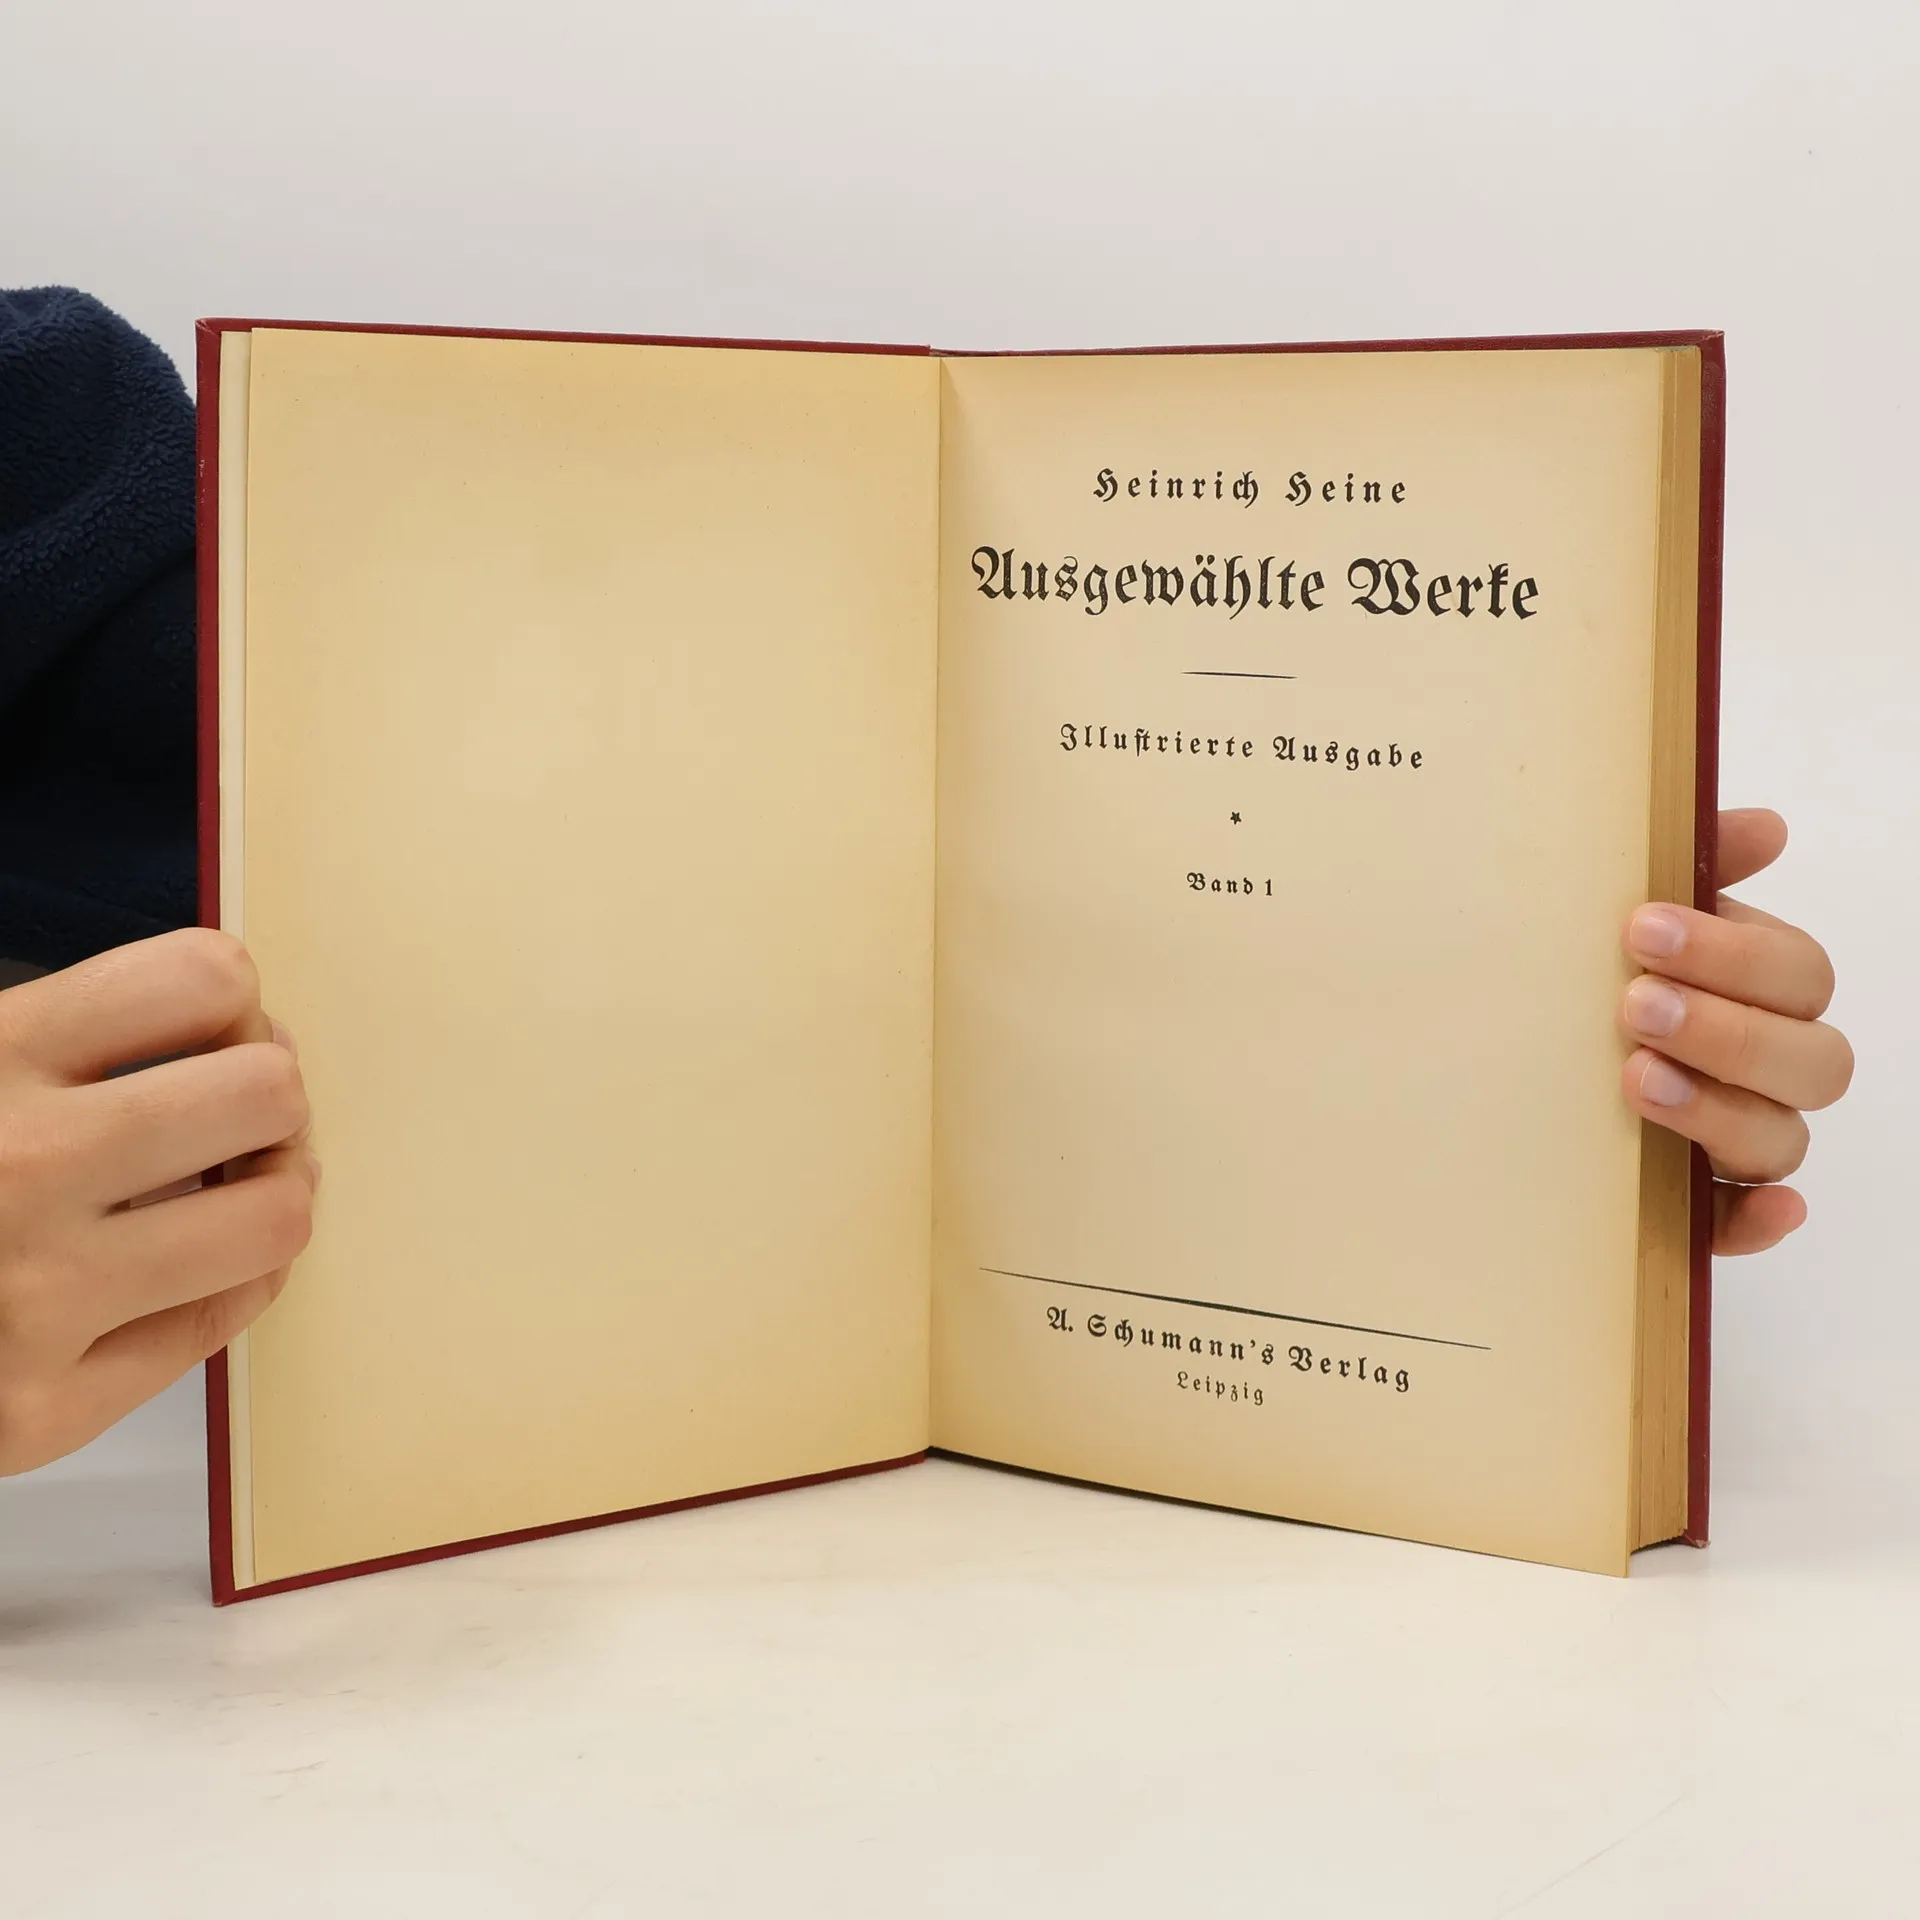 Heinrich Heine
Ausgewählte Werke
Illustrierte Ausgabe
*
Band 1
A. Schumann's Verlag
Leipzig